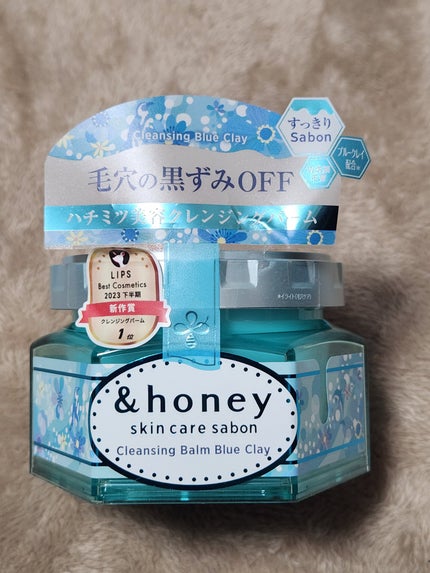 Cleansing Blue Clay
すっきり
Sabon
ブルークレイ
配合※
毛穴の黒ずみOFF
ハチミツ美容クレンジングバーム
LIPS
Best Cosmetics
2023 下半期
新作賞
クレンジングバーム
1位
&honey
skin care sabon
Cleansing Balm Blue Clay